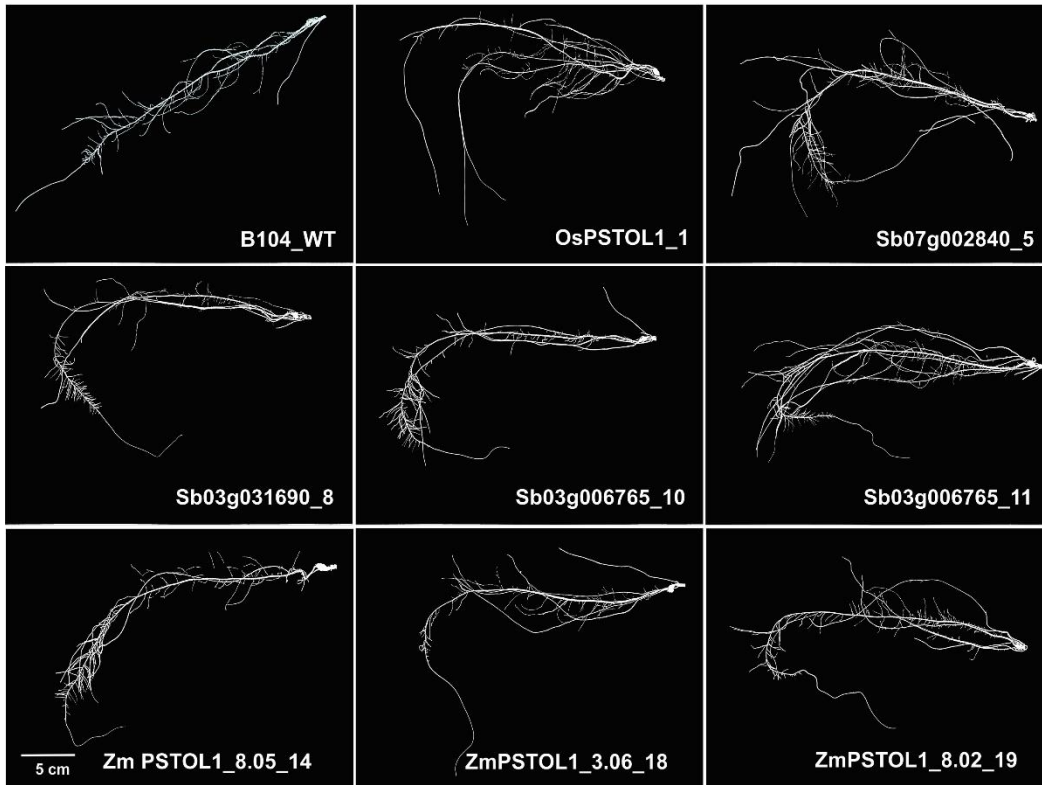 B104_WT
OsPSTOL1_1
Sb07g002840_5
Sb03g031690_8
Sb03g006765_10
Sb03g006765_11
5 cm
Zm PSTOL1_8.05_14
ZmPSTOL1_3.06_18
ZmPSTOL1_8.02_19